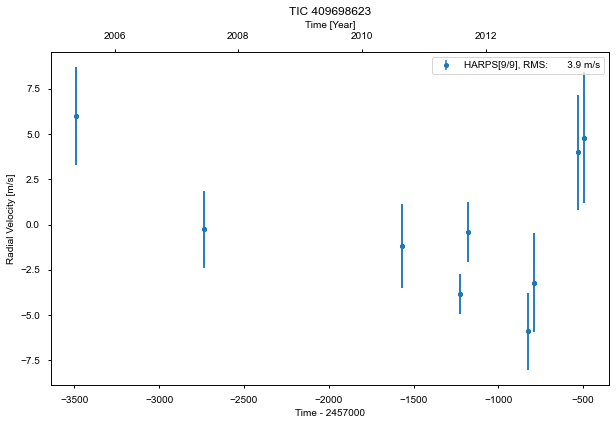 TIC 409698623
Time [Year]
2006 2008 2010 2012
HARPS[9/9], RMS: 3.9 m/s
Radial Velocity [m/s]
7.5
5.0
2.5
0.0
−2.5
−5.0
−7.5
−3500 −3000 −2500 −2000 −1500 −1000 −500
Time - 2457000